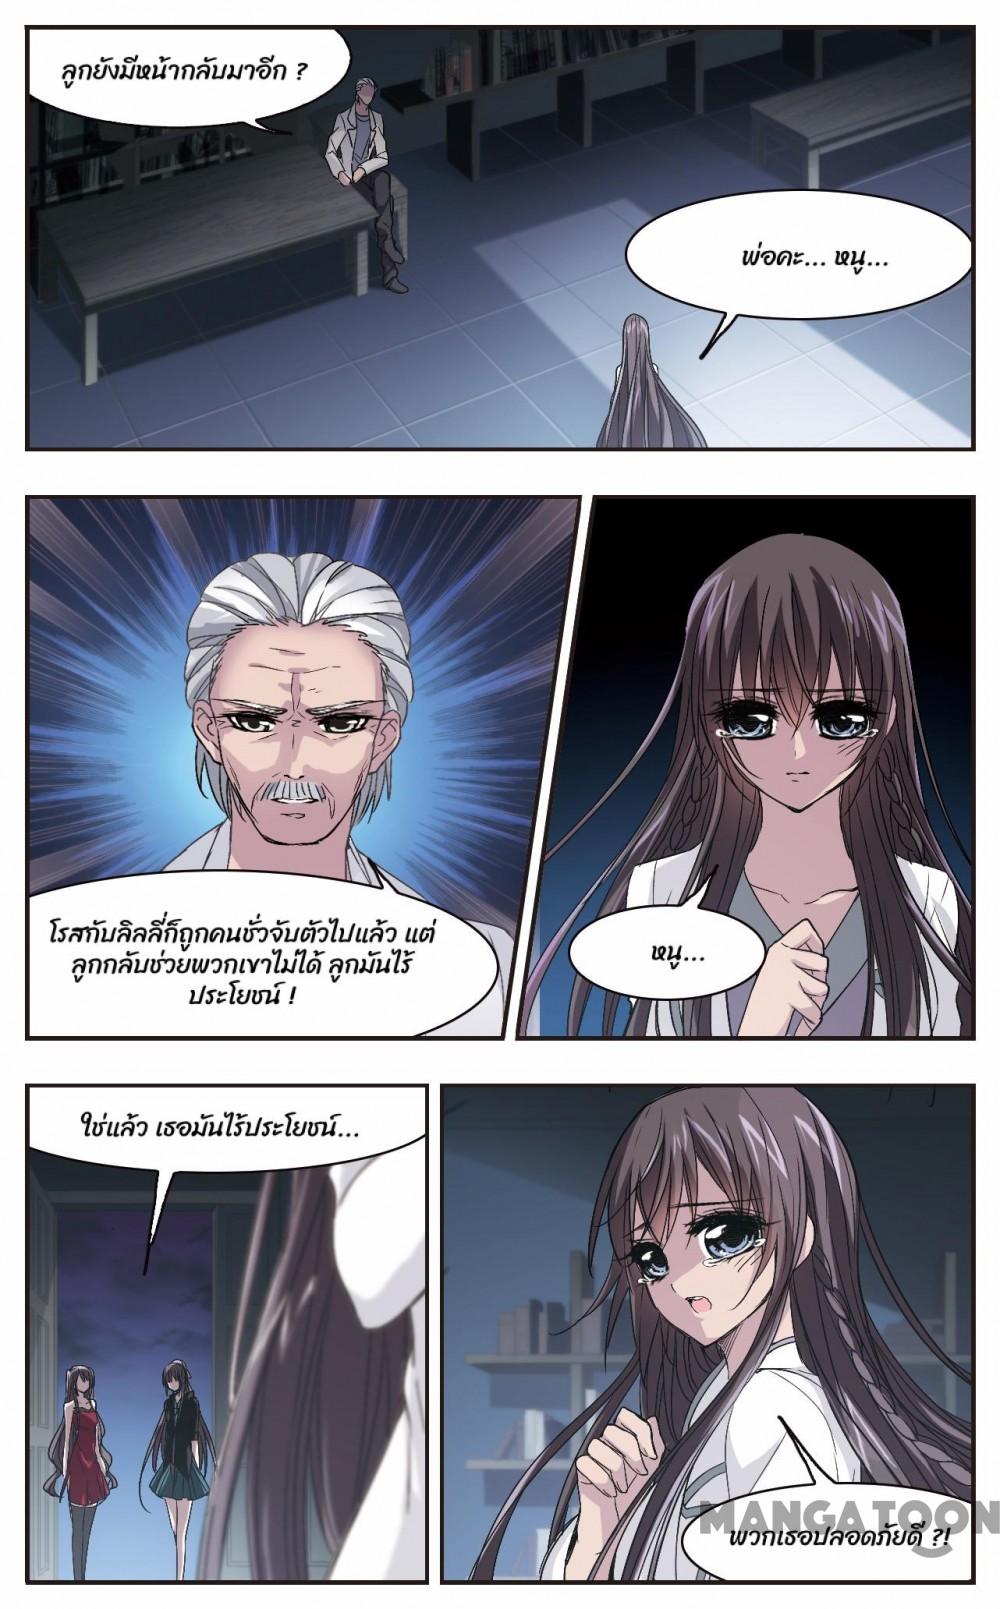 ลูกยังมีหน้ากลับมาอีก ?
พ่อคะ... หนู...
โรสกับลิลลี่ก็ถูกคนชั่วจับตัวไปแล้ว แต่
ลูกกลับช่วยพวกเขาไม่ได้ ลูกมันไร้
ประโยชน์ !
หนู...
ใช่แล้ว เธอมันไร้ประโยชน์...
พวกเธอปลอดภัยดี ?!
MANGATOON